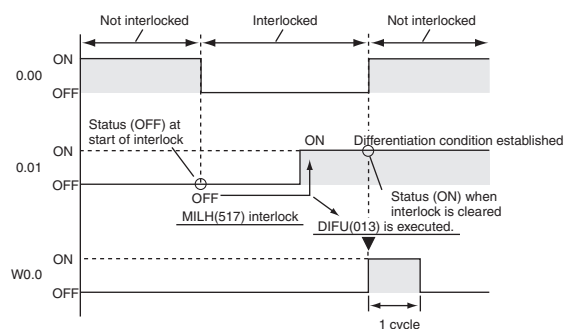 Not interlocked Interlocked Not interlocked
ON
0.00
OFF
Status (OFF) at
start of interlock
ON Differentiation condition established
ON
0.01
OFF
OFF
Status (ON) when
interlock is cleared
MILH(517) interlock
DIFU(013) is executed.
ON
W0.0
OFF
1 cycle